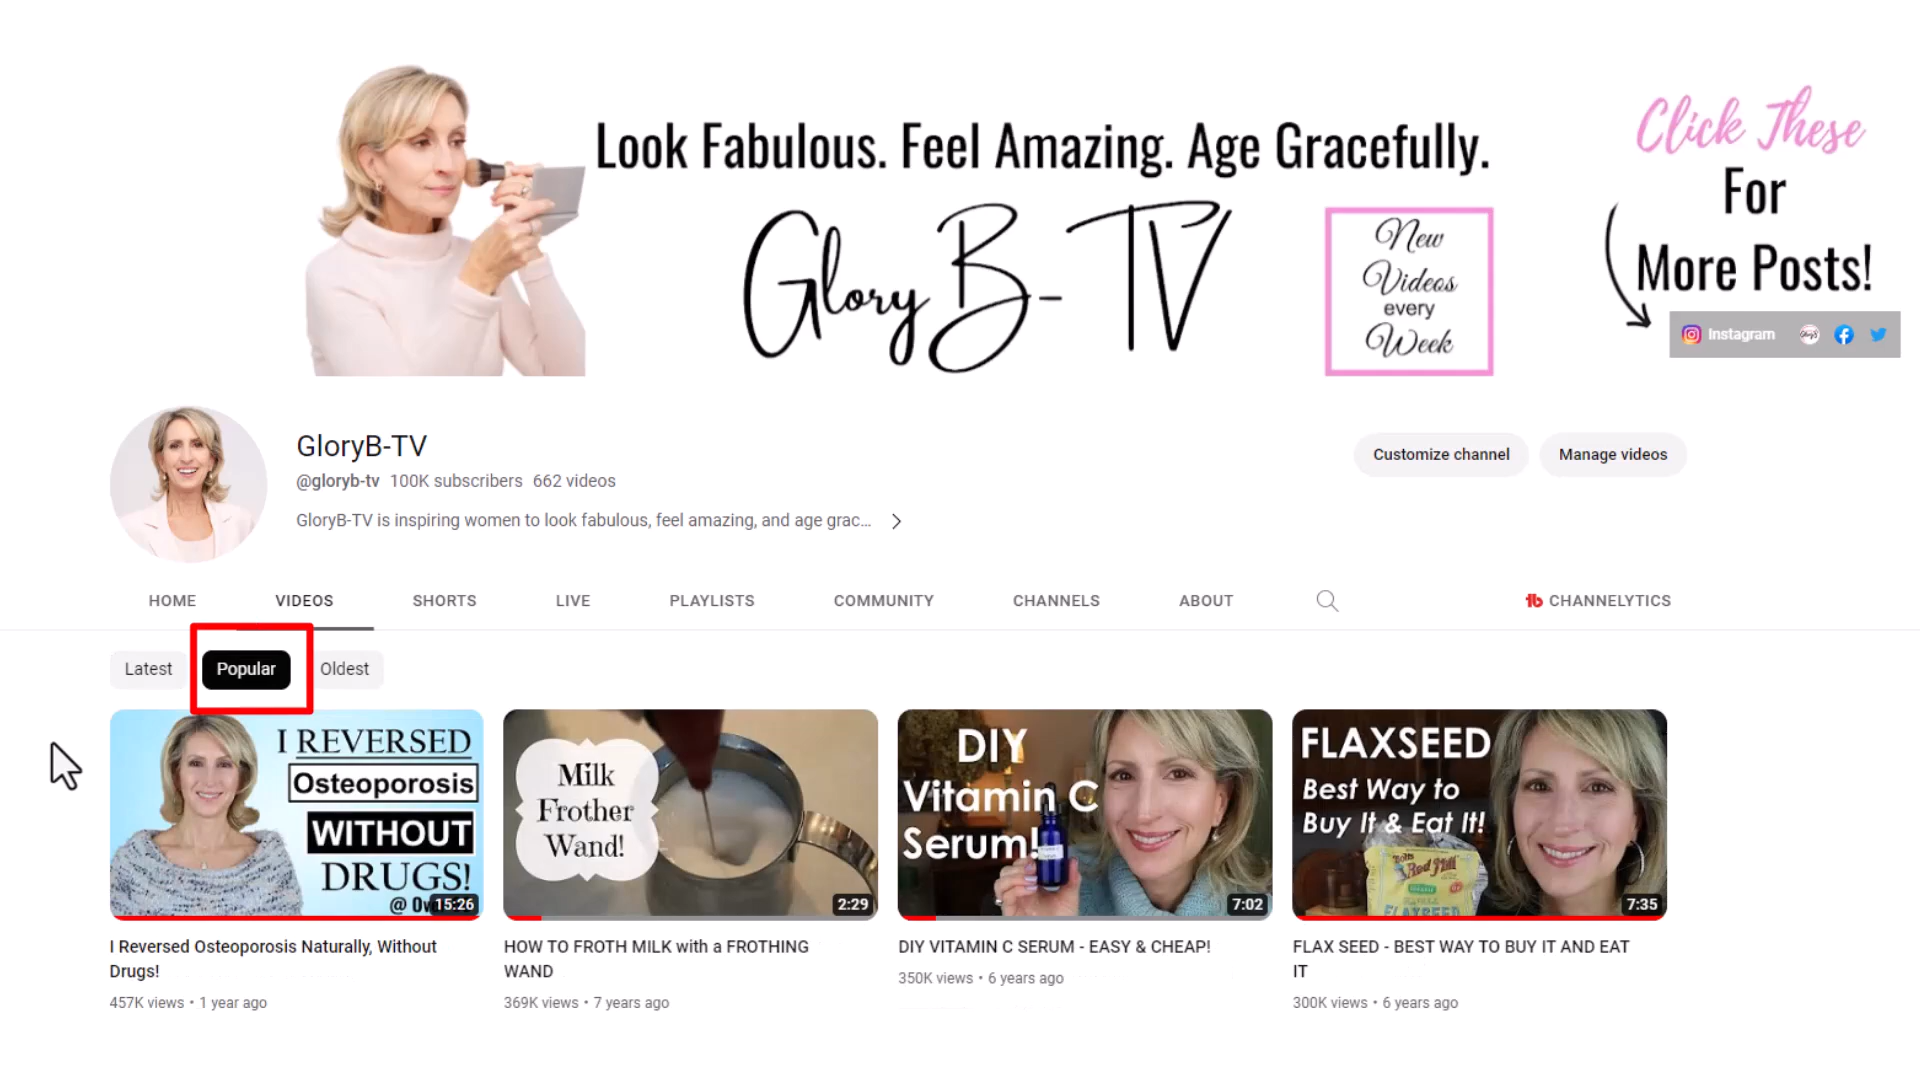 Look Fabulous. Feel Amazing. Age Gracefully.
GloryB-TV
New
Videos
every
Week
Click These
For
More Posts!
Instagram
GloryB-TV
@gloryb-tv 100K subscribers 662 videos
GloryB-TV is inspiring women to look fabulous, feel amazing, and age grac...
Customize channel
Manage videos
HOME VIDEOS SHORTS LIVE PLAYLISTS COMMUNITY CHANNELS ABOUT CHANNELYTICS
Latest Popular Oldest
I REVERSED
Osteoporosis
WITHOUT
DRUGS!
15:26
Milk
Frother
Wand!
2:29
DIY
Vitamin C
Serum!
7:02
FLAXSEED
Best Way to
Buy It & Eat It!
Bob's
Red Mill
FLAXSEED
7:35
I Reversed Osteoporosis Naturally, Without
Drugs!
457K views • 1 year ago
HOW TO FROTH MILK with a FROTHING
WAND
369K views • 7 years ago
DIY VITAMIN C SERUM - EASY & CHEAP!
350K views • 6 years ago
FLAX SEED - BEST WAY TO BUY IT AND EAT
IT
300K views • 6 years ago